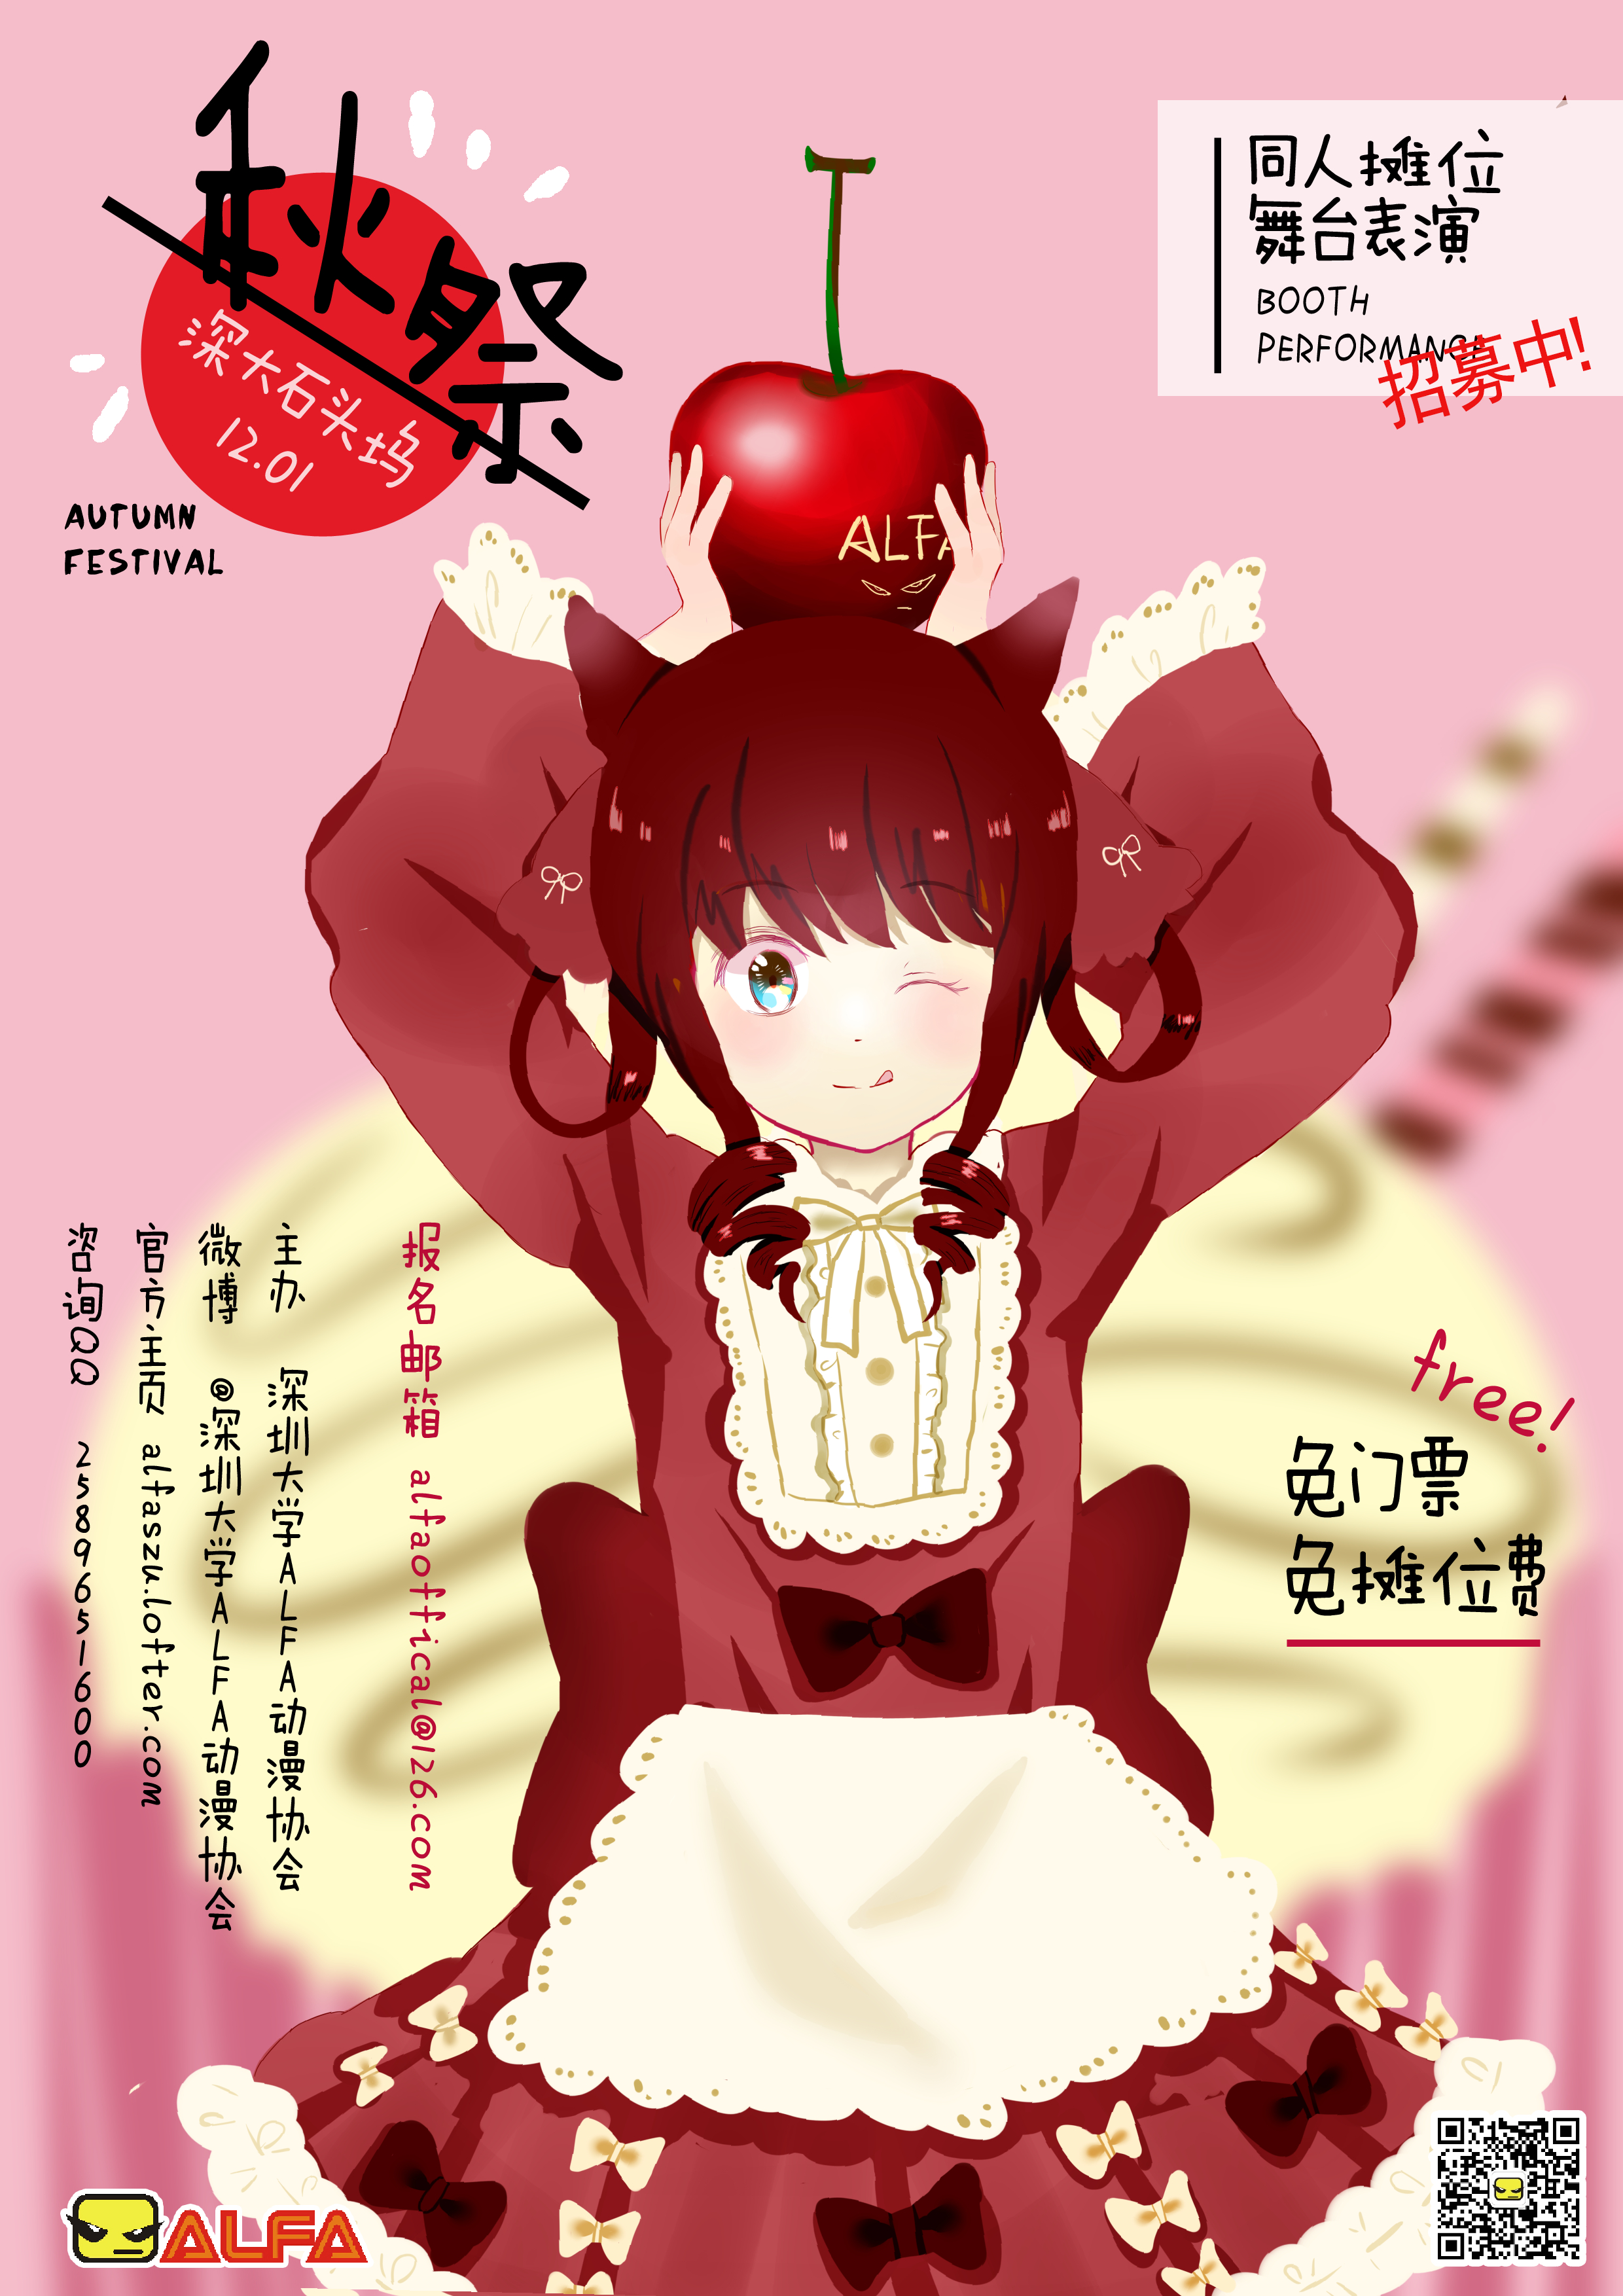 秋祭
深大石头坞
12.01
AUTUMN
FESTIVAL
同人摊位
舞台表演
BOOTH
PERFORMANCE
招募中!
ALFA
free!
免门票
免摊位费
报名邮箱 alfaoffical@126.com
主办 深圳大学ALFA动漫协会
微博 @深圳大学ALFA动漫协会
官方主页 alfaszu.lofter.com
咨询QQ 2589651600
ALFA